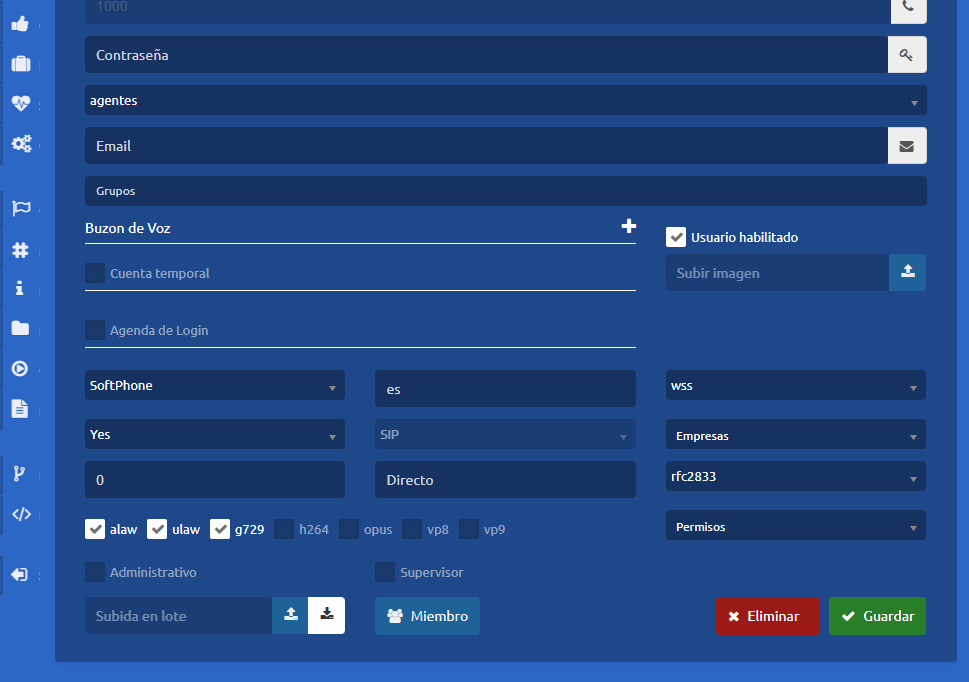 1000
Contraseña
agentes
Email
Grupos
Buzon de Voz
Usuario habilitado
Cuenta temporal
Subir imagen
Agenda de Login
SoftPhone es wss
Yes SIP Empresas
0 Directo rfc2833
alaw ulaw g729 h264 opus vp8 vp9
Permisos
Administrativo Supervisor
Subida en lote Miembro Eliminar Guardar